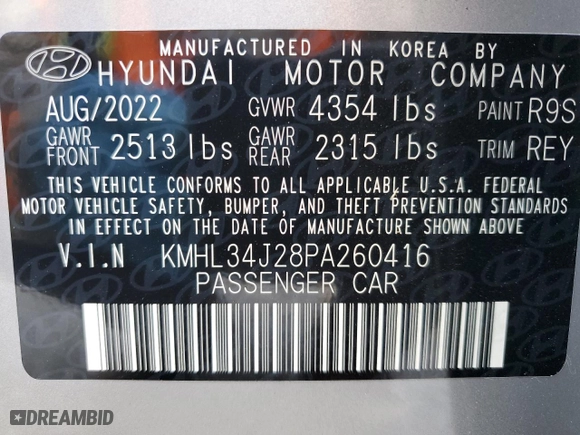 MANUFACTURED IN KOREA BY
HYUNDAI MOTOR COMPANY
AUG/2022 GVWR 4354 lbs PAINT R9S
GAWR FRONT 2513 lbs GAWR REAR 2315 lbs TRIM REY
THIS VEHICLE CONFORMS TO ALL APPLICABLE U.S.A. FEDERAL
MOTOR VEHICLE SAFETY, BUMPER, AND THEFT PREVENTION STANDARDS
IN EFFECT ON THE DATE OF MANUFACTURE SHOWN ABOVE
V.I.N KMHL34J28PA260416
PASSENGER CAR
DREAMBID